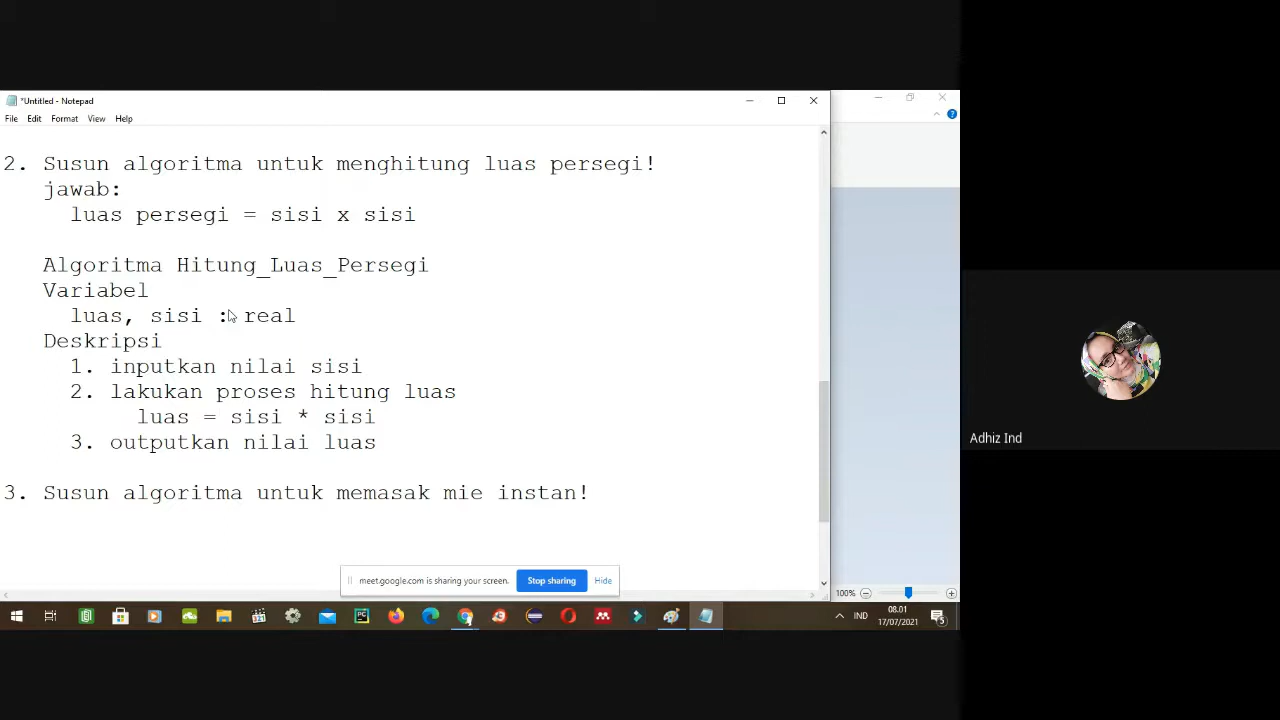 *Untitled - Notepad
File Edit Format View Help
2. Susun algoritma untuk menghitung luas persegi!
jawab:
luas persegi = sisi x sisi
Algoritma Hitung_Luas_Persegi
Variabel
luas, sisi : real
Deskripsi
1. inputkan nilai sisi
2. lakukan proses hitung luas
luas = sisi * sisi
3. outputkan nilai luas
3. Susun algoritma untuk memasak mie instan!
meet.google.com is sharing your screen. Stop sharing Hide
100%
IND
08.01
17/07/2021
5
Adhiz Ind